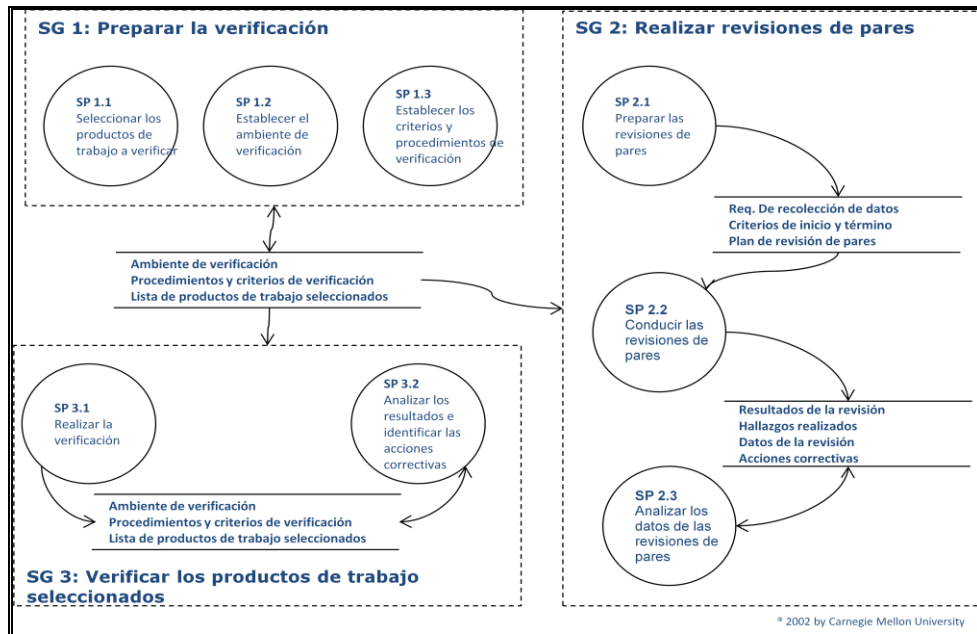 SG 1: Preparar la verificación
SP 1.1
Seleccionar los
productos de
trabajo a verificar
SP 1.2
Establecer el
ambiente de
verificación
SP 1.3
Establecer los
criterios y
procedimientos de
verificación
Ambiente de verificación
Procedimientos y criterios de verificación
Lista de productos de trabajo seleccionados
SP 3.1
Realizar la
verificación
SP 3.2
Analizar los
resultados e
identificar las
acciones
correctivas
Ambiente de verificación
Procedimientos y criterios de verificación
Lista de productos de trabajo seleccionados
SG 3: Verificar los productos de trabajo
seleccionados
SG 2: Realizar revisiones de pares
SP 2.1
Preparar las
revisiones de
pares
Req. De recolección de datos
Criterios de inicio y término
Plan de revisión de pares
SP 2.2
Conducir las
revisiones de
pares
Resultados de la revisión
Hallazgos realizados
Datos de la revisión
Acciones correctivas
SP 2.3
Analizar los
datos de las
revisiones de
pares
® 2002 by Carnegie Mellon University